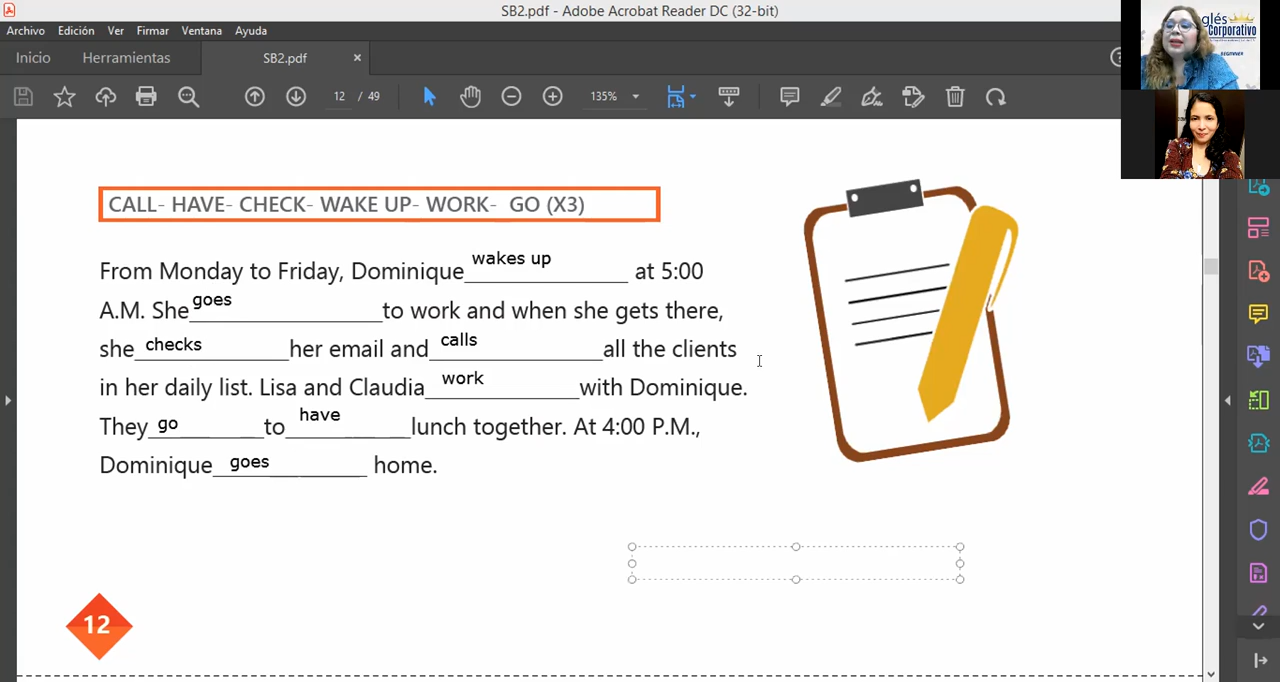 SB2.pdf - Adobe Acrobat Reader DC (32-bit)
Archivo Edición Ver Firmar Ventana Ayuda
Inicio Herramientas SB2.pdf ×
12 / 49 135%
glés
Corporativo
BEGINNER
CALL- HAVE- CHECK- WAKE UP- WORK- GO (X3)
From Monday to Friday, Dominique wakes up at 5:00
A.M. She goes to work and when she gets there,
she checks her email and calls all the clients
in her daily list. Lisa and Claudia work with Dominique.
They go to have lunch together. At 4:00 P.M.,
Dominique goes home.
12